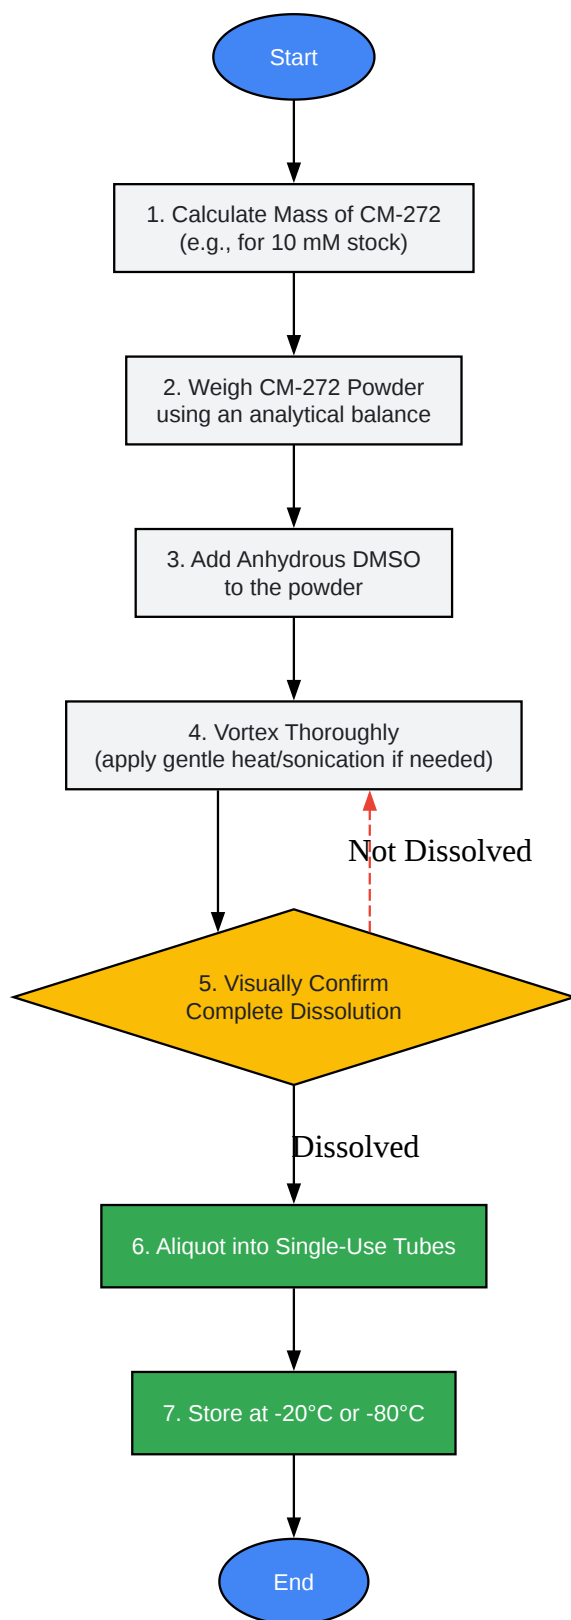 Start
1. Calculate Mass of CM-272
(e.g., for 10 mM stock)
2. Weigh CM-272 Powder
using an analytical balance
3. Add Anhydrous DMSO
to the powder
4. Vortex Thoroughly
(apply gentle heat/sonication if needed)
Not Dissolved
5. Visually Confirm
Complete Dissolution
Dissolved
6. Aliquot into Single-Use Tubes
7. Store at -20°C or -80°C
End